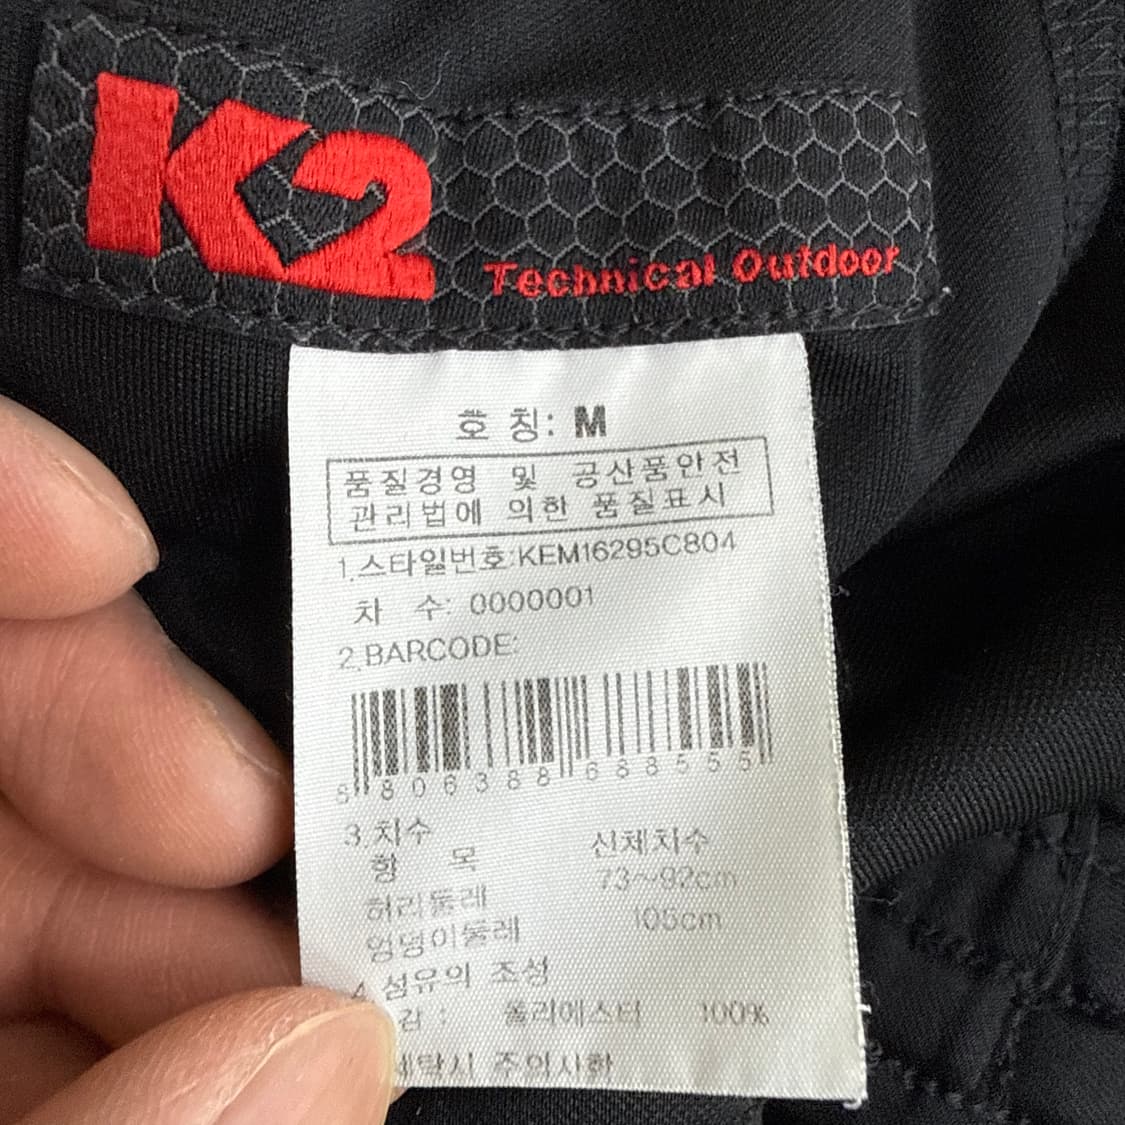 K2
Technical Outdoor
호 칭: M
품질경영 및 공산품안전
관리법에 의한 품질표시
1.스타일번호:KEM16295C804
차 수: 0000001
2.BARCODE:
8 806388 688555
3.치수
항 목 신체치수
허리둘레 73~92cm
엉덩이둘레 105cm
4.섬유의 조성
감 : 폴리에스터 100%
세탁시 주의사항